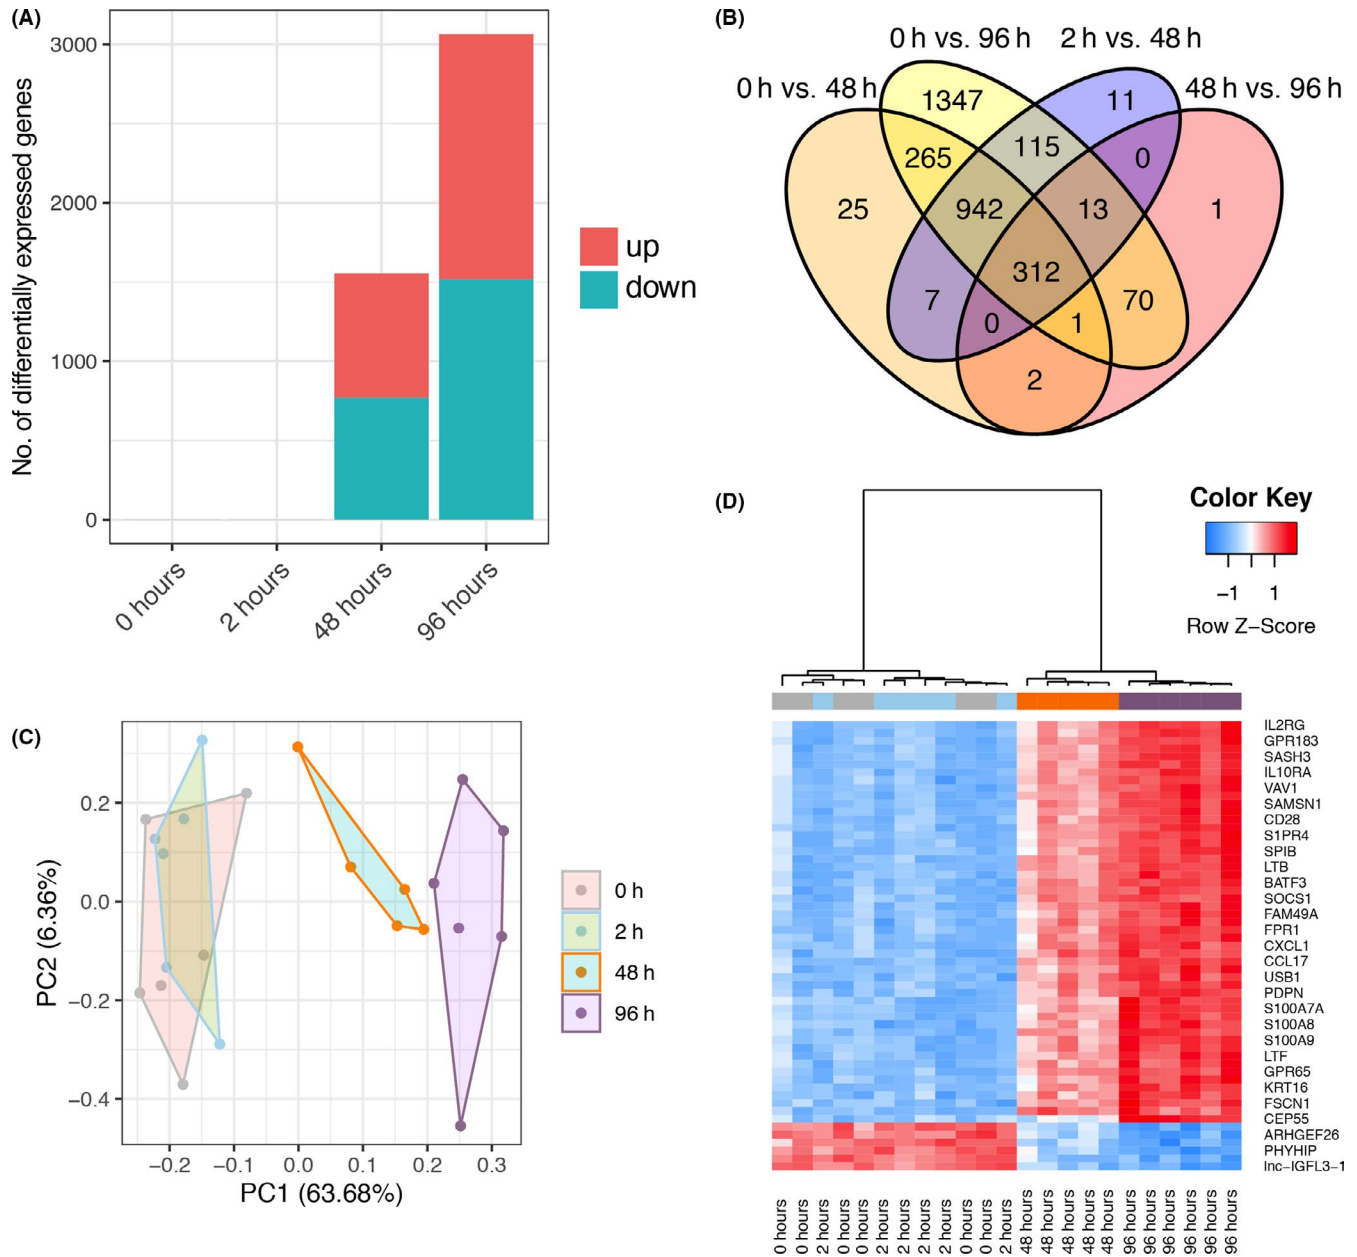 (A)
No. of differentially expressed genes
3000
2000
1000
0
0 hours
2 hours
48 hours
96 hours
up
down
(B)
0 h vs. 96 h
2 h vs. 48 h
0 h vs. 48 h
48 h vs. 96 h
1347
11
265
115
0
25
942
13
1
312
7
70
0
1
2
(C)
PC2 (6.36%)
0.2
0.0
−0.2
−0.4
−0.2
−0.1
0.0
0.1
0.2
0.3
PC1 (63.68%)
0 h
2 h
48 h
96 h
(D)
Color Key
−1
1
Row Z−Score
IL2RG
GPR183
SASH3
IL10RA
VAV1
SAMSN1
CD28
S1PR4
SPIB
LTB
BATF3
SOCS1
FAM49A
FPR1
CXCL1
CCL17
USB1
PDPN
S100A7A
S100A8
S100A9
LTF
GPR65
KRT16
FSCN1
CEP55
ARHGEF26
PHYHIP
lnc−IGFL3−1
0 hours
0 hours
2 hours
0 hours
0 hours
2 hours
2 hours
2 hours
2 hours
0 hours
0 hours
2 hours
48 hours
48 hours
48 hours
48 hours
48 hours
96 hours
96 hours
96 hours
96 hours
96 hours
96 hours